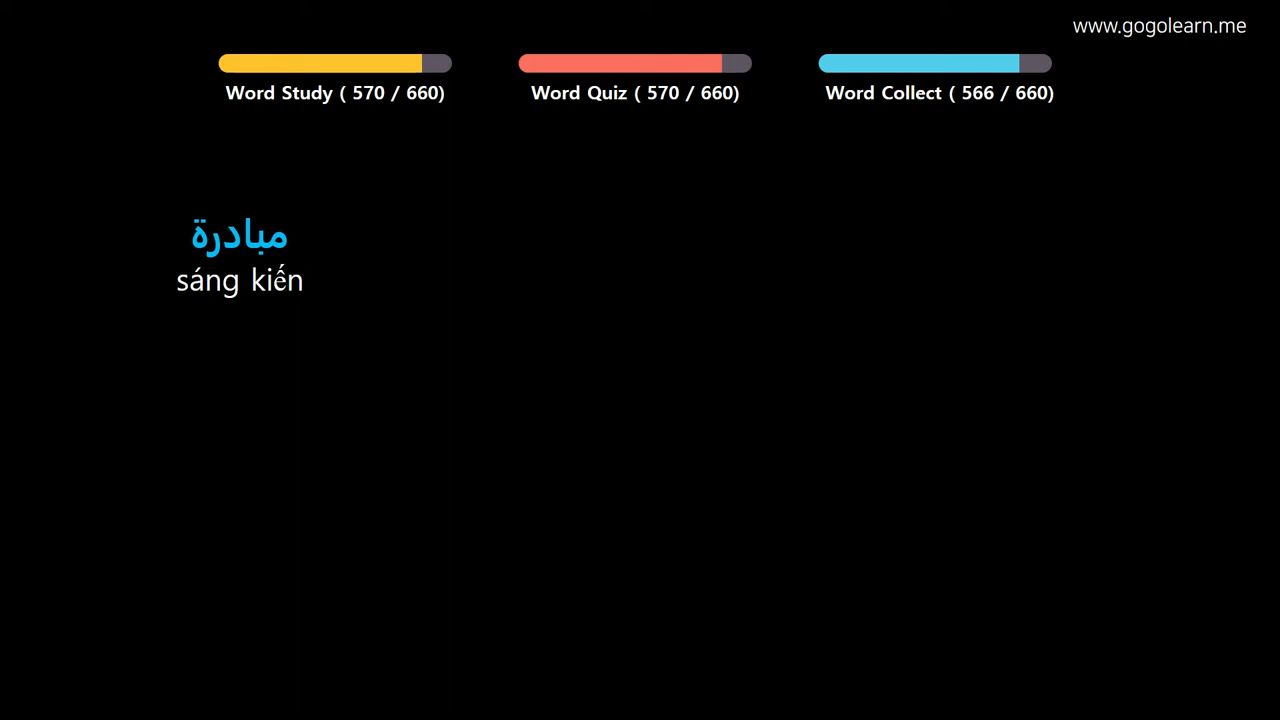 www.gogolearn.me
Word Study ( 570 / 660)
Word Quiz ( 570 / 660)
Word Collect ( 566 / 660)
مبادرة
sáng kiến